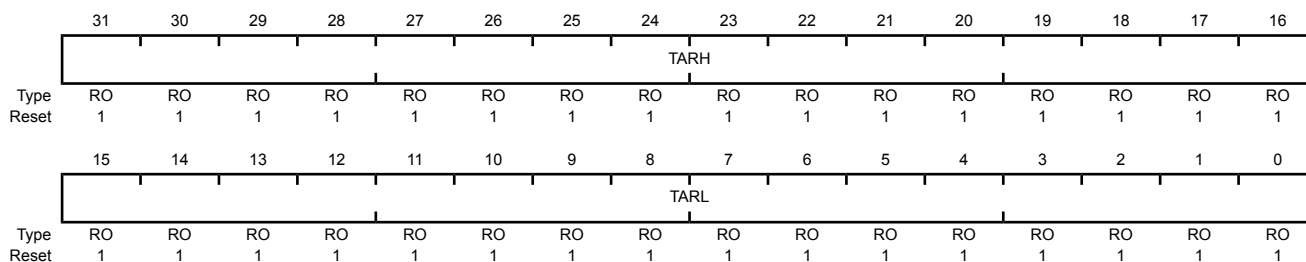 31 30 29 28 27 26 25 24 23 22 21 20 19 18 17 16
TARH
Type RO RO RO RO RO RO RO RO RO RO RO RO RO RO RO RO
Reset 1 1 1 1 1 1 1 1 1 1 1 1 1 1 1 1
15 14 13 12 11 10 9 8 7 6 5 4 3 2 1 0
TARL
Type RO RO RO RO RO RO RO RO RO RO RO RO RO RO RO RO
Reset 1 1 1 1 1 1 1 1 1 1 1 1 1 1 1 1